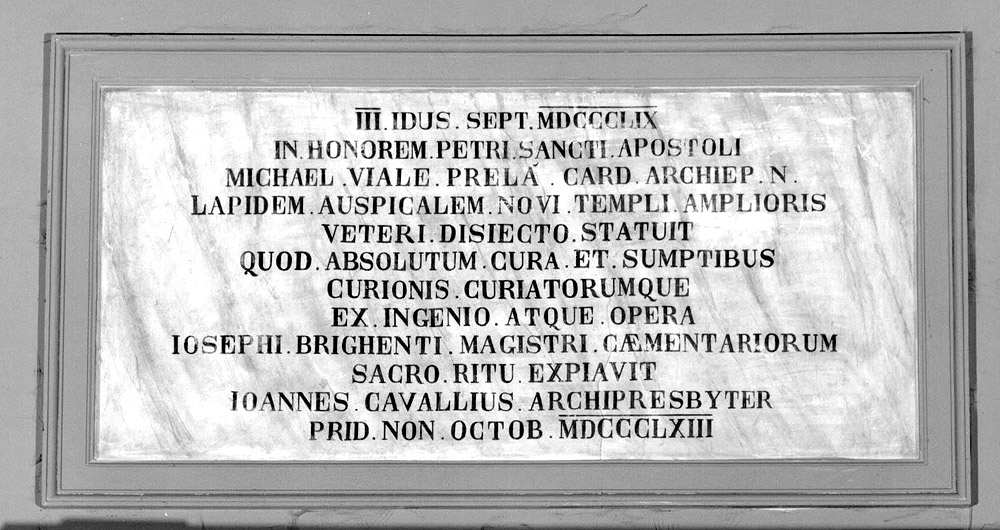 III. IDUS. SEPT. MDCCCLIX
IN. HONOREM. PETRI. SANCTI. APOSTOLI
MICHAEL. VIALE. PRELÀ. CARD. ARCHIEP. N.
LAPIDEM. AUSPICALEM. NOVI. TEMPLI. AMPLIORIS
VETERI. DISIECTO. STATUIT
QUOD. ABSOLUTUM. CURA. ET. SUMPTIBUS
CURIONIS. CURIATORUMQUE
EX. INGENIO. ATQUE. OPERA
IOSEPHI. BRIGHENTI. MAGISTRI. CÆMENTARIORUM
SACRO. RITU. EXPIAVIT
IOANNES. CAVALLIUS. ARCHIPRESBYTER
PRID. NON. OCTOB. MDCCCLXIII